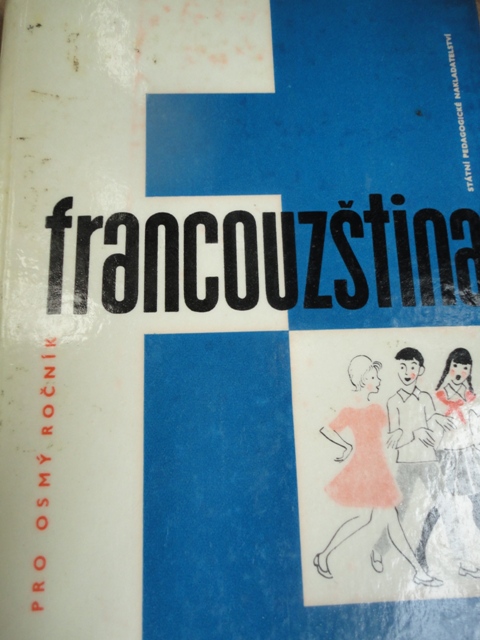 STÁTNÍ PEDAGOGICKÉ NAKLADATELSTVÍ
francouzština
PRO OSMÝ ROČNÍK